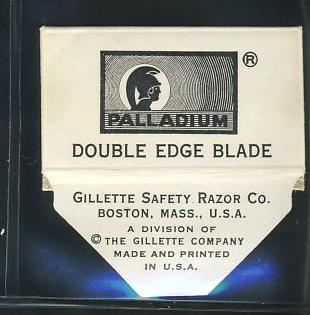 ®
PALLADIUM
DOUBLE EDGE BLADE
GILLETTE SAFETY RAZOR CO.
BOSTON, MASS., U.S.A.
A DIVISION OF
© THE GILLETTE COMPANY
MADE AND PRINTED
IN U.S.A.